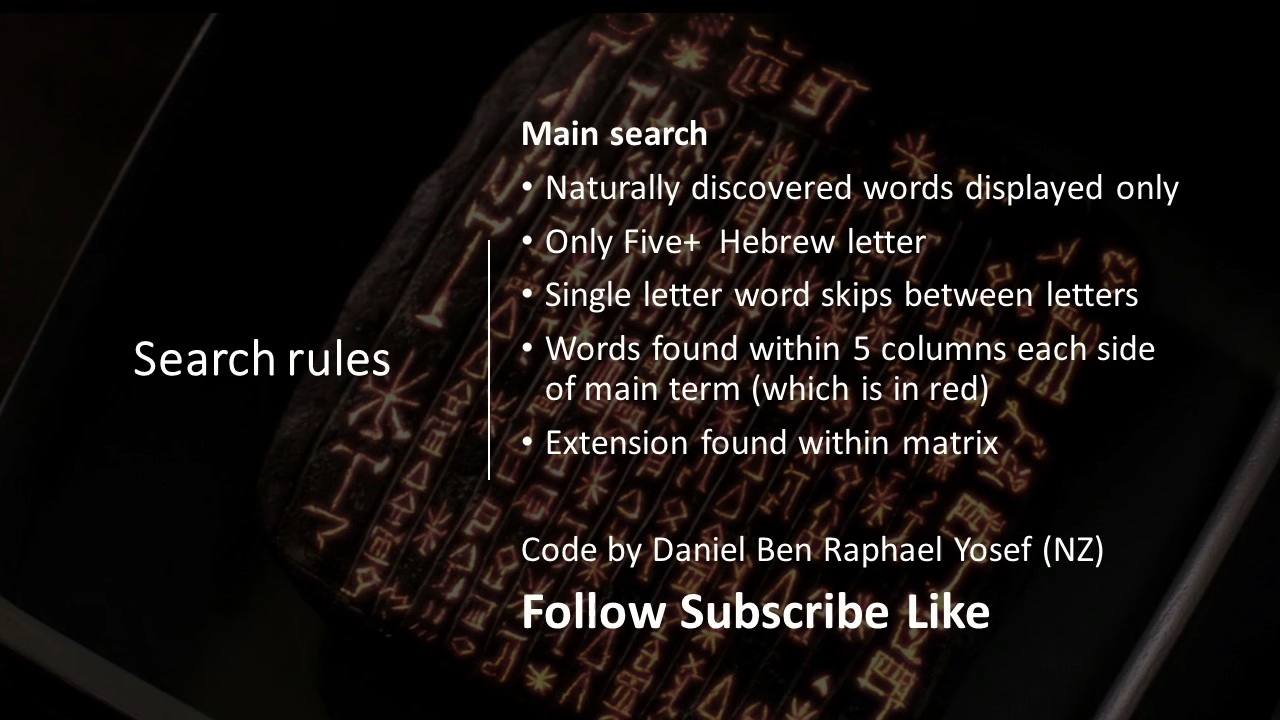 Search rules
Main search
• Naturally discovered words displayed only
• Only Five+ Hebrew letter
• Single letter word skips between letters
• Words found within 5 columns each side
of main term (which is in red)
• Extension found within matrix
Code by Daniel Ben Raphael Yosef (NZ)
Follow Subscribe Like